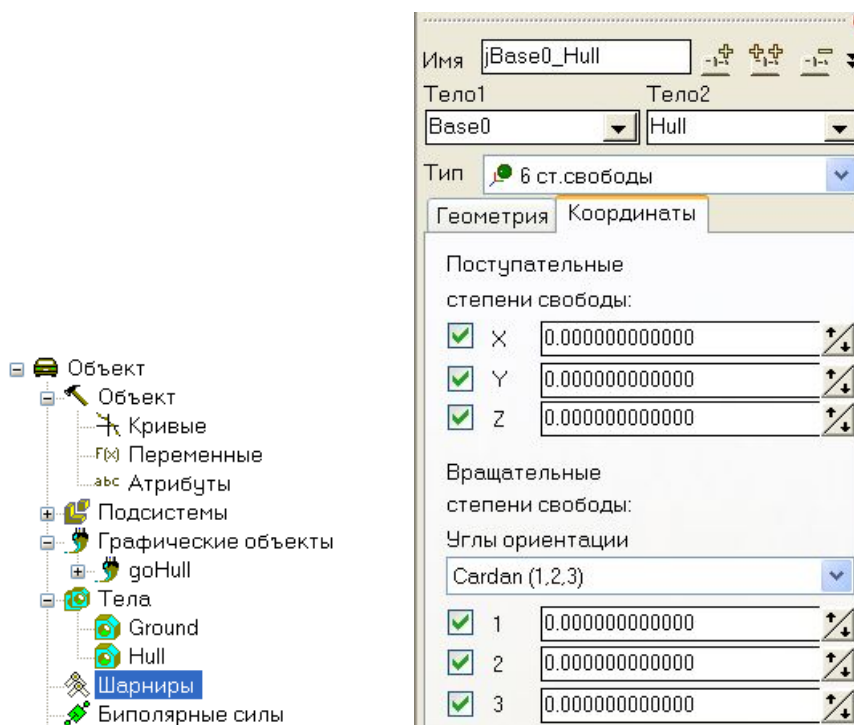 Объект
Объект
Кривые
F(x) Переменные
abc Атрибуты
Подсистемы
Графические объекты
goHull
Тела
Ground
Hull
Шарниры
Биполярные силы
Имя jBase0_Hull
Тело1 Тело2
Base0 Hull
Тип 6 ст.свободы
Геометрия Координаты
Поступательные
степени свободы:
X 0.000000000000
Y 0.000000000000
Z 0.000000000000
Вращательные
степени свободы:
Углы ориентации
Cardan (1,2,3)
1 0.000000000000
2 0.000000000000
3 0.000000000000